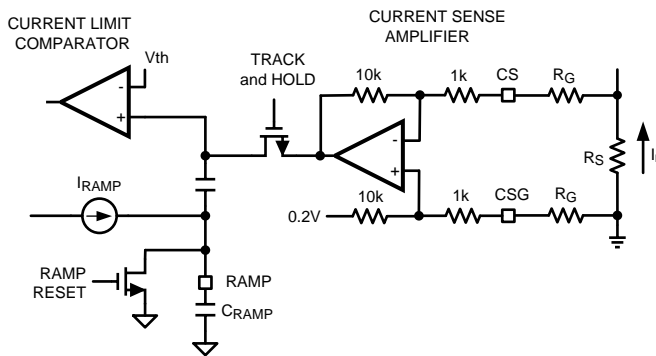 CURRENT LIMIT
COMPARATOR
Vth
-
+
TRACK
and HOLD
CURRENT SENSE
AMPLIFIER
10k
1k
CS
RG
-
+
RS
10k
1k
CSG
RG
0.2V
IRAMP
RAMP
RESET
RAMP
CRAMP